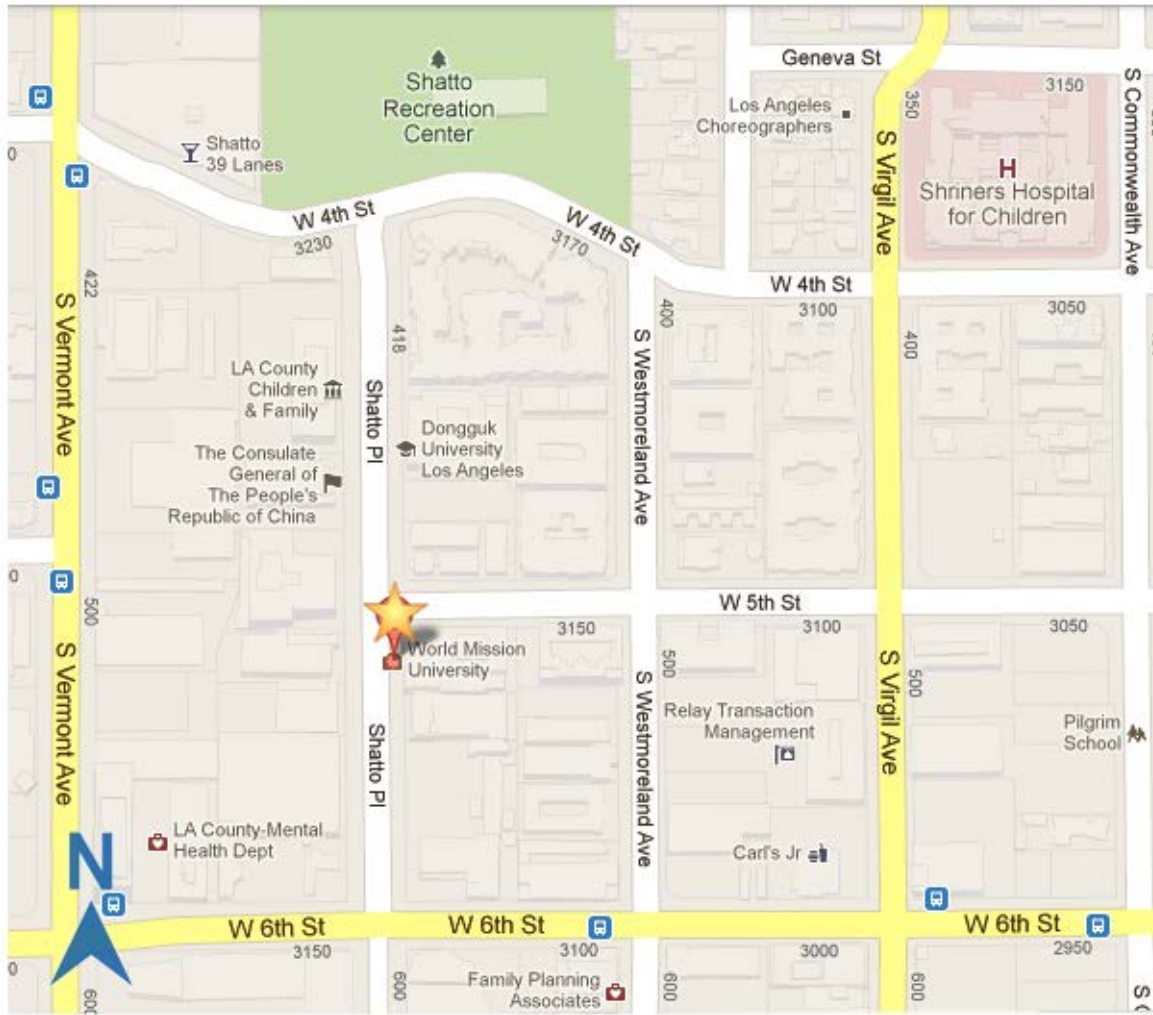 Geneva St
3150
S Commonwealth Ave
Shatto
Recreation
Center
Los Angeles
Choreographers
350
S Virgil Ave
H
Shriners Hospital
for Children
0
Shatto
39 Lanes
W 4th St
3230
W 4th St
3170
W 4th St
3100
3050
422
S Vermont Ave
418
Shatto Pl
400
S Westmoreland Ave
400
LA County
Children
& Family
Dongguk
University
Los Angeles
The Consulate
General of
The People's
Republic of China
0
500
W 5th St
3150
3100
3050
World Mission
University
S Vermont Ave
Shatto Pl
500
S Westmoreland Ave
S Virgil Ave
500
Relay Transaction
Management
Pilgrim
School
LA County-Mental
Health Dept
Carl's Jr
N
W 6th St
W 6th St
W 6th St
3150
3100
3000
2950
0
600
600
Family Planning
Associates
600
600
S C